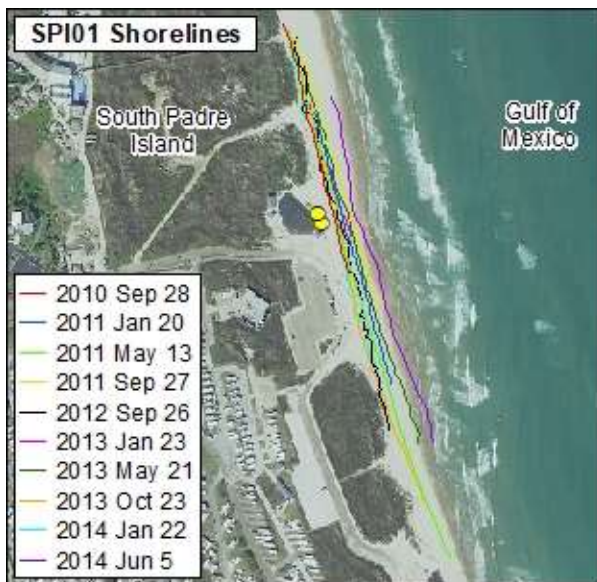 SPI01 Shorelines
South Padre
Island
Gulf of
Mexico
2010 Sep 28
2011 Jan 20
2011 May 13
2011 Sep 27
2012 Sep 26
2013 Jan 23
2013 May 21
2013 Oct 23
2014 Jan 22
2014 Jun 5